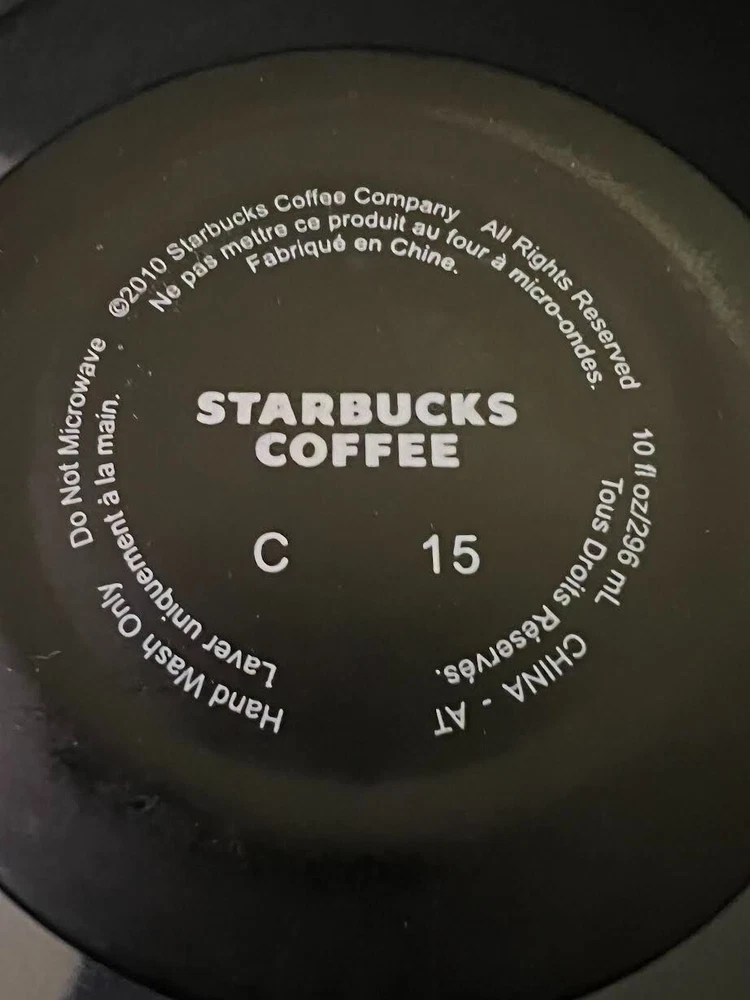 Hand Wash Only Do Not Microwave ©2010 Starbucks Coffee Company All Rights Reserved 10 fl oz/296 mL CHINA - AT
Laver uniquement à la main. Ne pas mettre ce produit au four à micro-ondes. Tous Droits Réservés.
Fabriqué en Chine.
STARBUCKS
COFFEE
C 15